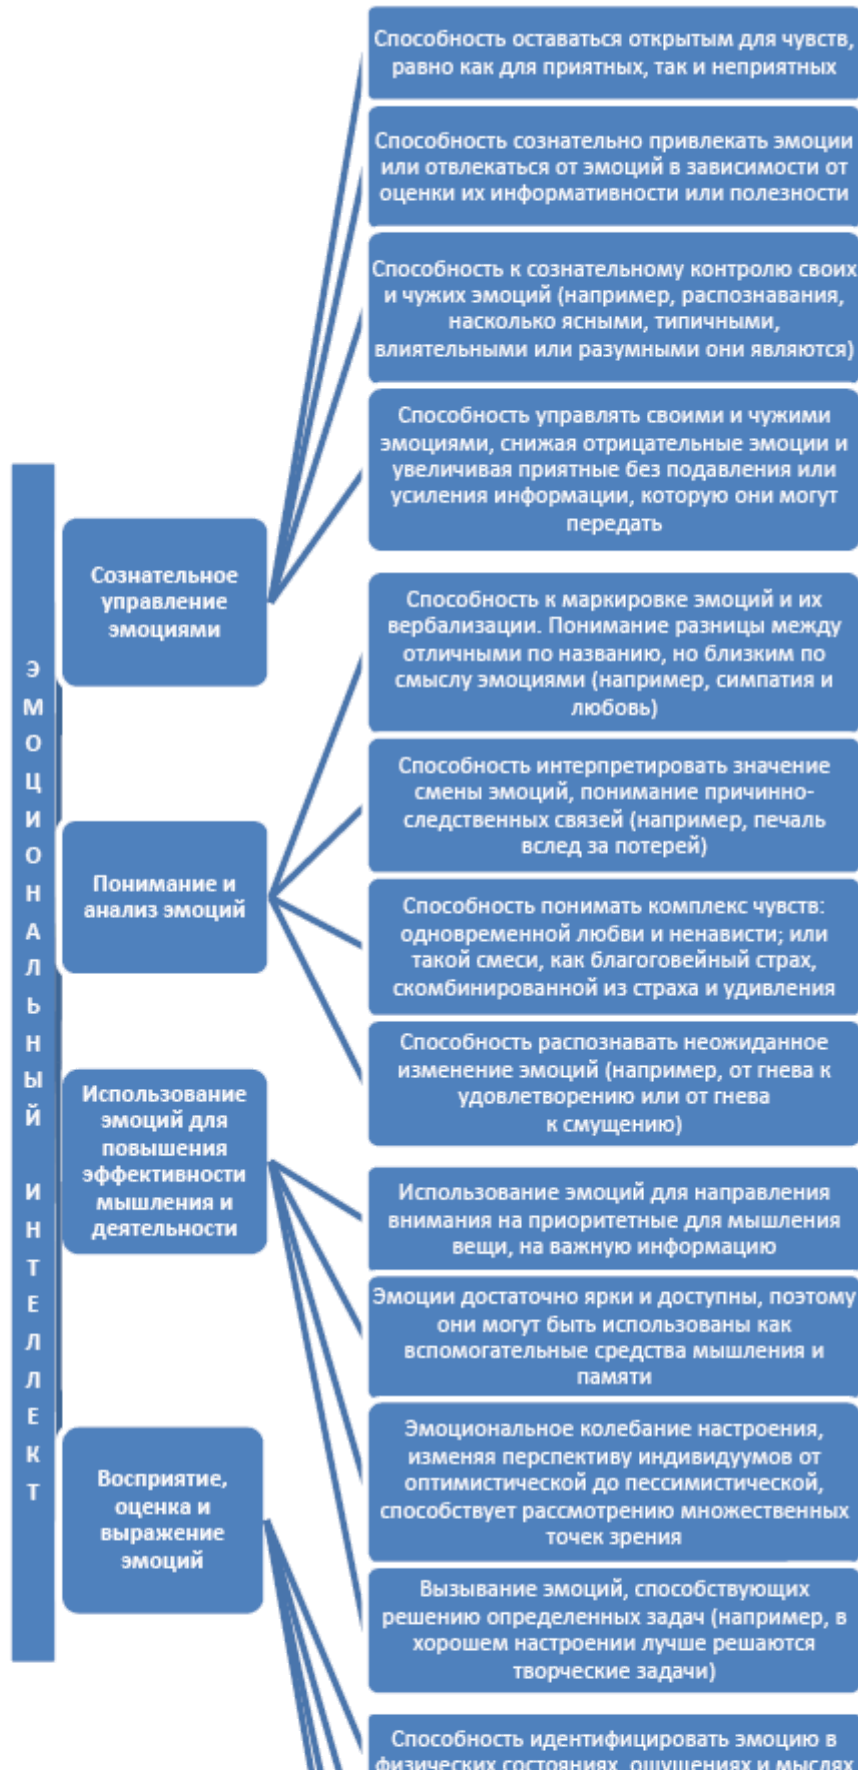 ЭМОЦИОНАЛЬНЫЙ ИНТЕЛЛЕКТ
Сознательное
управление
эмоциями
Способность оставаться открытым для чувств,
равно как для приятных, так и неприятных
Способность сознательно привлекать эмоции
или отвлекаться от эмоций в зависимости от
оценки их информативности или полезности
Способность к сознательному контролю своих
и чужих эмоций (например, распознавания,
насколько ясными, типичными,
влиятельными или разумными они являются)
Способность управлять своими и чужими
эмоциями, снижая отрицательные эмоции и
увеличивая приятные без подавления или
усиления информации, которую они могут
передать
Понимание и
анализ эмоций
Способность к маркировке эмоций и их
вербализации. Понимание разницы между
отличными по названию, но близким по
смыслу эмоциями (например, симпатия и
любовь)
Способность интерпретировать значение
смены эмоций, понимание причинно-
следственных связей (например, печаль
вслед за потерей)
Способность понимать комплекс чувств:
одновременной любви и ненависти; или
такой смеси, как благоговейный страх,
скомбинированной из страха и удивления
Способность распознавать неожиданное
изменение эмоций (например, от гнева к
удовлетворению или от гнева
к смущению)
Использование
эмоций для
повышения
эффективности
мышления и
деятельности
Использование эмоций для направления
внимания на приоритетные для мышления
вещи, на важную информацию
Эмоции достаточно ярки и доступны, поэтому
они могут быть использованы как
вспомогательные средства мышления и
памяти
Эмоциональное колебание настроения,
изменяя перспективу индивидуумов от
оптимистической до пессимистической,
способствует рассмотрению множественных
точек зрения
Вызывание эмоций, способствующих
решению определенных задач (например, в
хорошем настроении лучше решаются
творческие задачи)
Восприятие,
оценка и
выражение
эмоций
Способность идентифицировать эмоцию в
физических состояниях, ощущениях и мыслях